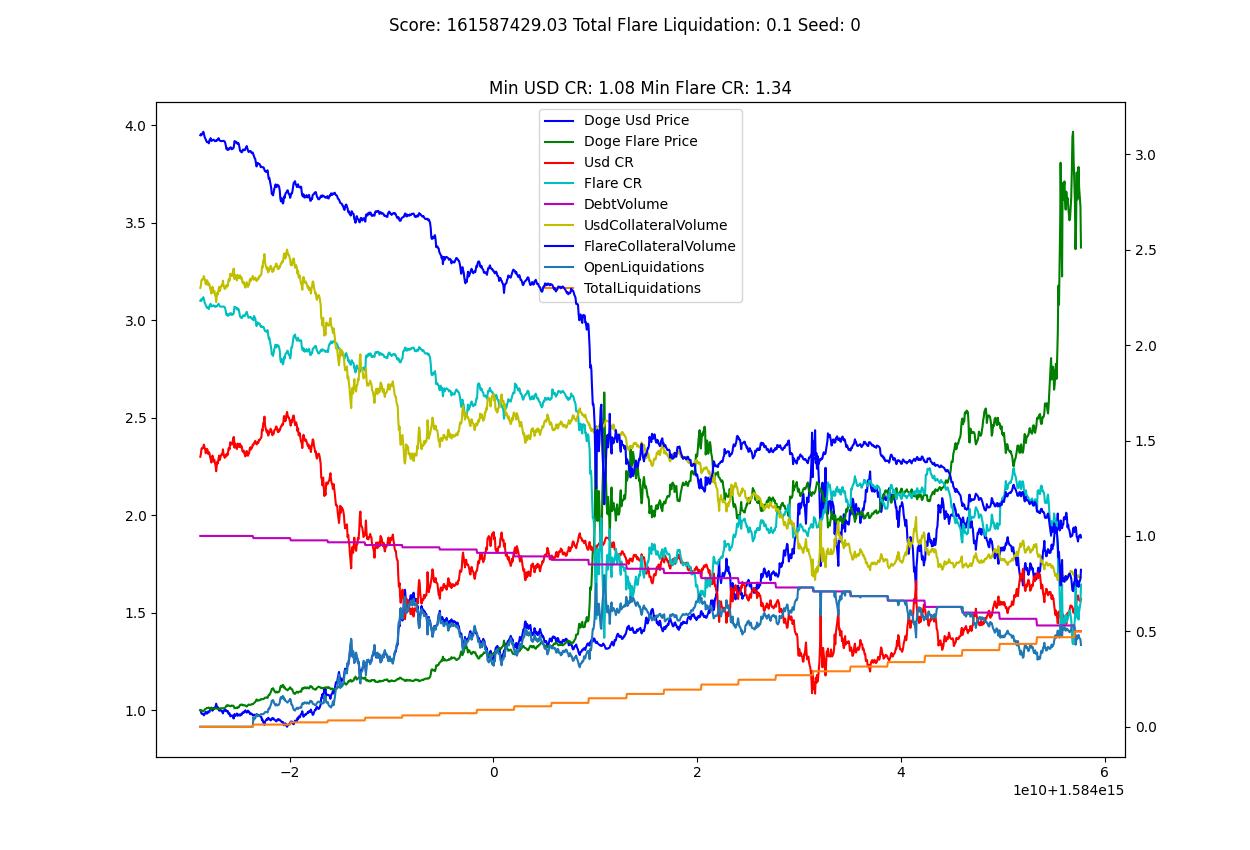 Score: 161587429.03 Total Flare Liquidation: 0.1 Seed: 0
Min USD CR: 1.08 Min Flare CR: 1.34
4.0
3.5
3.0
2.5
2.0
1.5
1.0
Doge Usd Price
Doge Flare Price
Usd CR
Flare CR
DebtVolume
UsdCollateralVolume
FlareCollateralVolume
OpenLiquidations
TotalLiquidations
3.0
2.5
2.0
1.5
1.0
0.5
0.0
−2 0 2 4 6
1e10+1.584e15